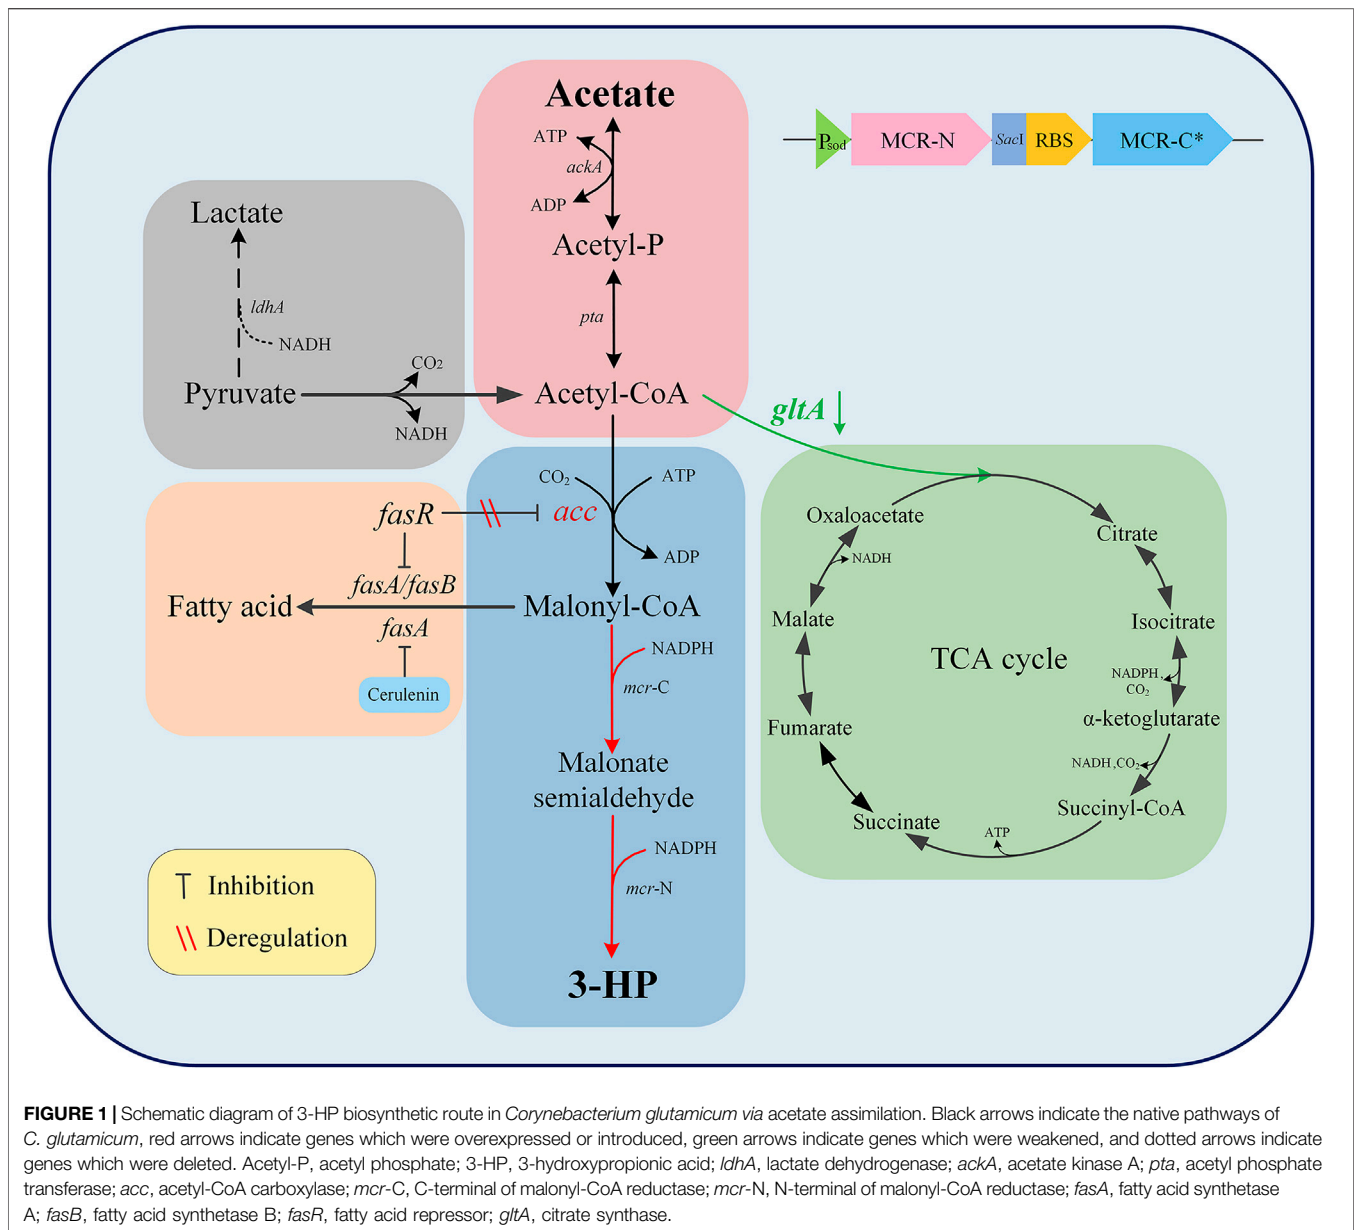 Acetate
ATP
ackA
ADP
Acetyl-P
pta
Acetyl-CoA
Psod MCR-N SacI RBS MCR-C*
Lactate
ldhA
NADH
Pyruvate
CO2
NADH
gltA
CO2 ATP
fasR
acc
ADP
fasA/fasB
Fatty acid
Malonyl-CoA
fasA
Cerulenin
NADPH
mcr-C
Malonate
semialdehyde
NADPH
mcr-N
3-HP
Oxaloacetate
Citrate
NADH
Malate
Isocitrate
TCA cycle
NADPH,
CO2
Fumarate
α-ketoglutarate
NADH,CO2
Succinyl-CoA
Succinate
ATP
Inhibition
Deregulation
FIGURE 1 | Schematic diagram of 3-HP biosynthetic route in Corynebacterium glutamicum via acetate assimilation. Black arrows indicate the native pathways of
C. glutamicum, red arrows indicate genes which were overexpressed or introduced, green arrows indicate genes which were weakened, and dotted arrows indicate
genes which were deleted. Acetyl-P, acetyl phosphate; 3-HP, 3-hydroxypropionic acid; ldhA, lactate dehydrogenase; ackA, acetate kinase A; pta, acetyl phosphate
transferase; acc, acetyl-CoA carboxylase; mcr-C, C-terminal of malonyl-CoA reductase; mcr-N, N-terminal of malonyl-CoA reductase; fasA, fatty acid synthetase
A; fasB, fatty acid synthetase B; fasR, fatty acid repressor; gltA, citrate synthase.